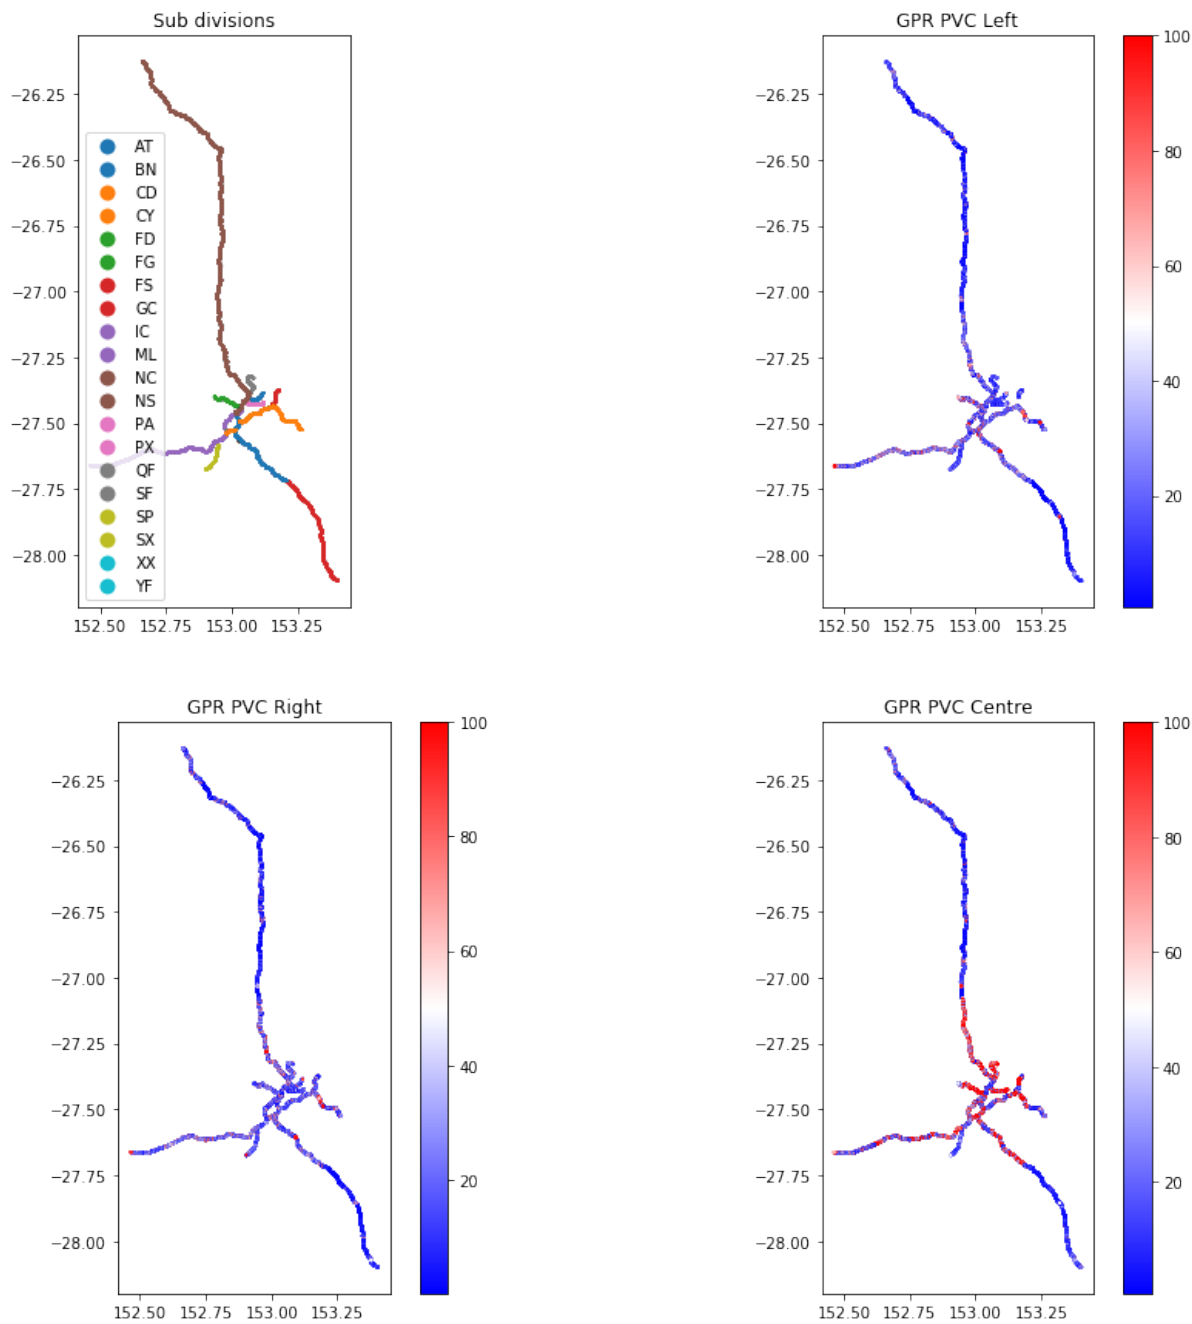 Sub divisions
−26.25
−26.50
−26.75
−27.00
−27.25
−27.50
−27.75
−28.00
AT
BN
CD
CY
FD
FG
FS
GC
IC
ML
NC
NS
PA
PX
QF
SF
SP
SX
XX
YF
152.50 152.75 153.00 153.25
GPR PVC Left
−26.25
−26.50
−26.75
−27.00
−27.25
−27.50
−27.75
−28.00
152.50 152.75 153.00 153.25
100
80
60
40
20
GPR PVC Right
−26.25
−26.50
−26.75
−27.00
−27.25
−27.50
−27.75
−28.00
152.50 152.75 153.00 153.25
100
80
60
40
20
GPR PVC Centre
−26.25
−26.50
−26.75
−27.00
−27.25
−27.50
−27.75
−28.00
152.50 152.75 153.00 153.25
100
80
60
40
20